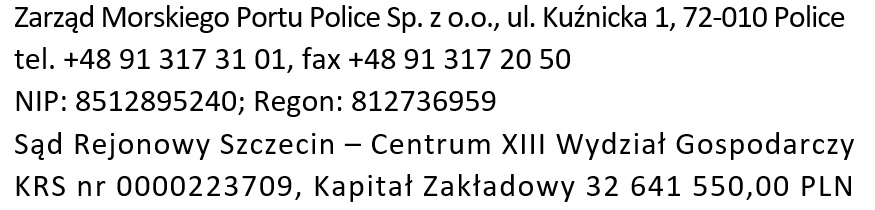 Zarząd Morskiego Portu Police Sp. z o.o., ul. Kuźnicka 1, 72-010 Police
tel. +48 91 317 31 01, fax +48 91 317 20 50
NIP: 8512895240; Regon: 812736959
Sąd Rejonowy Szczecin – Centrum XIII Wydział Gospodarczy
KRS nr 0000223709, Kapitał Zakładowy 32 641 550,00 PLN